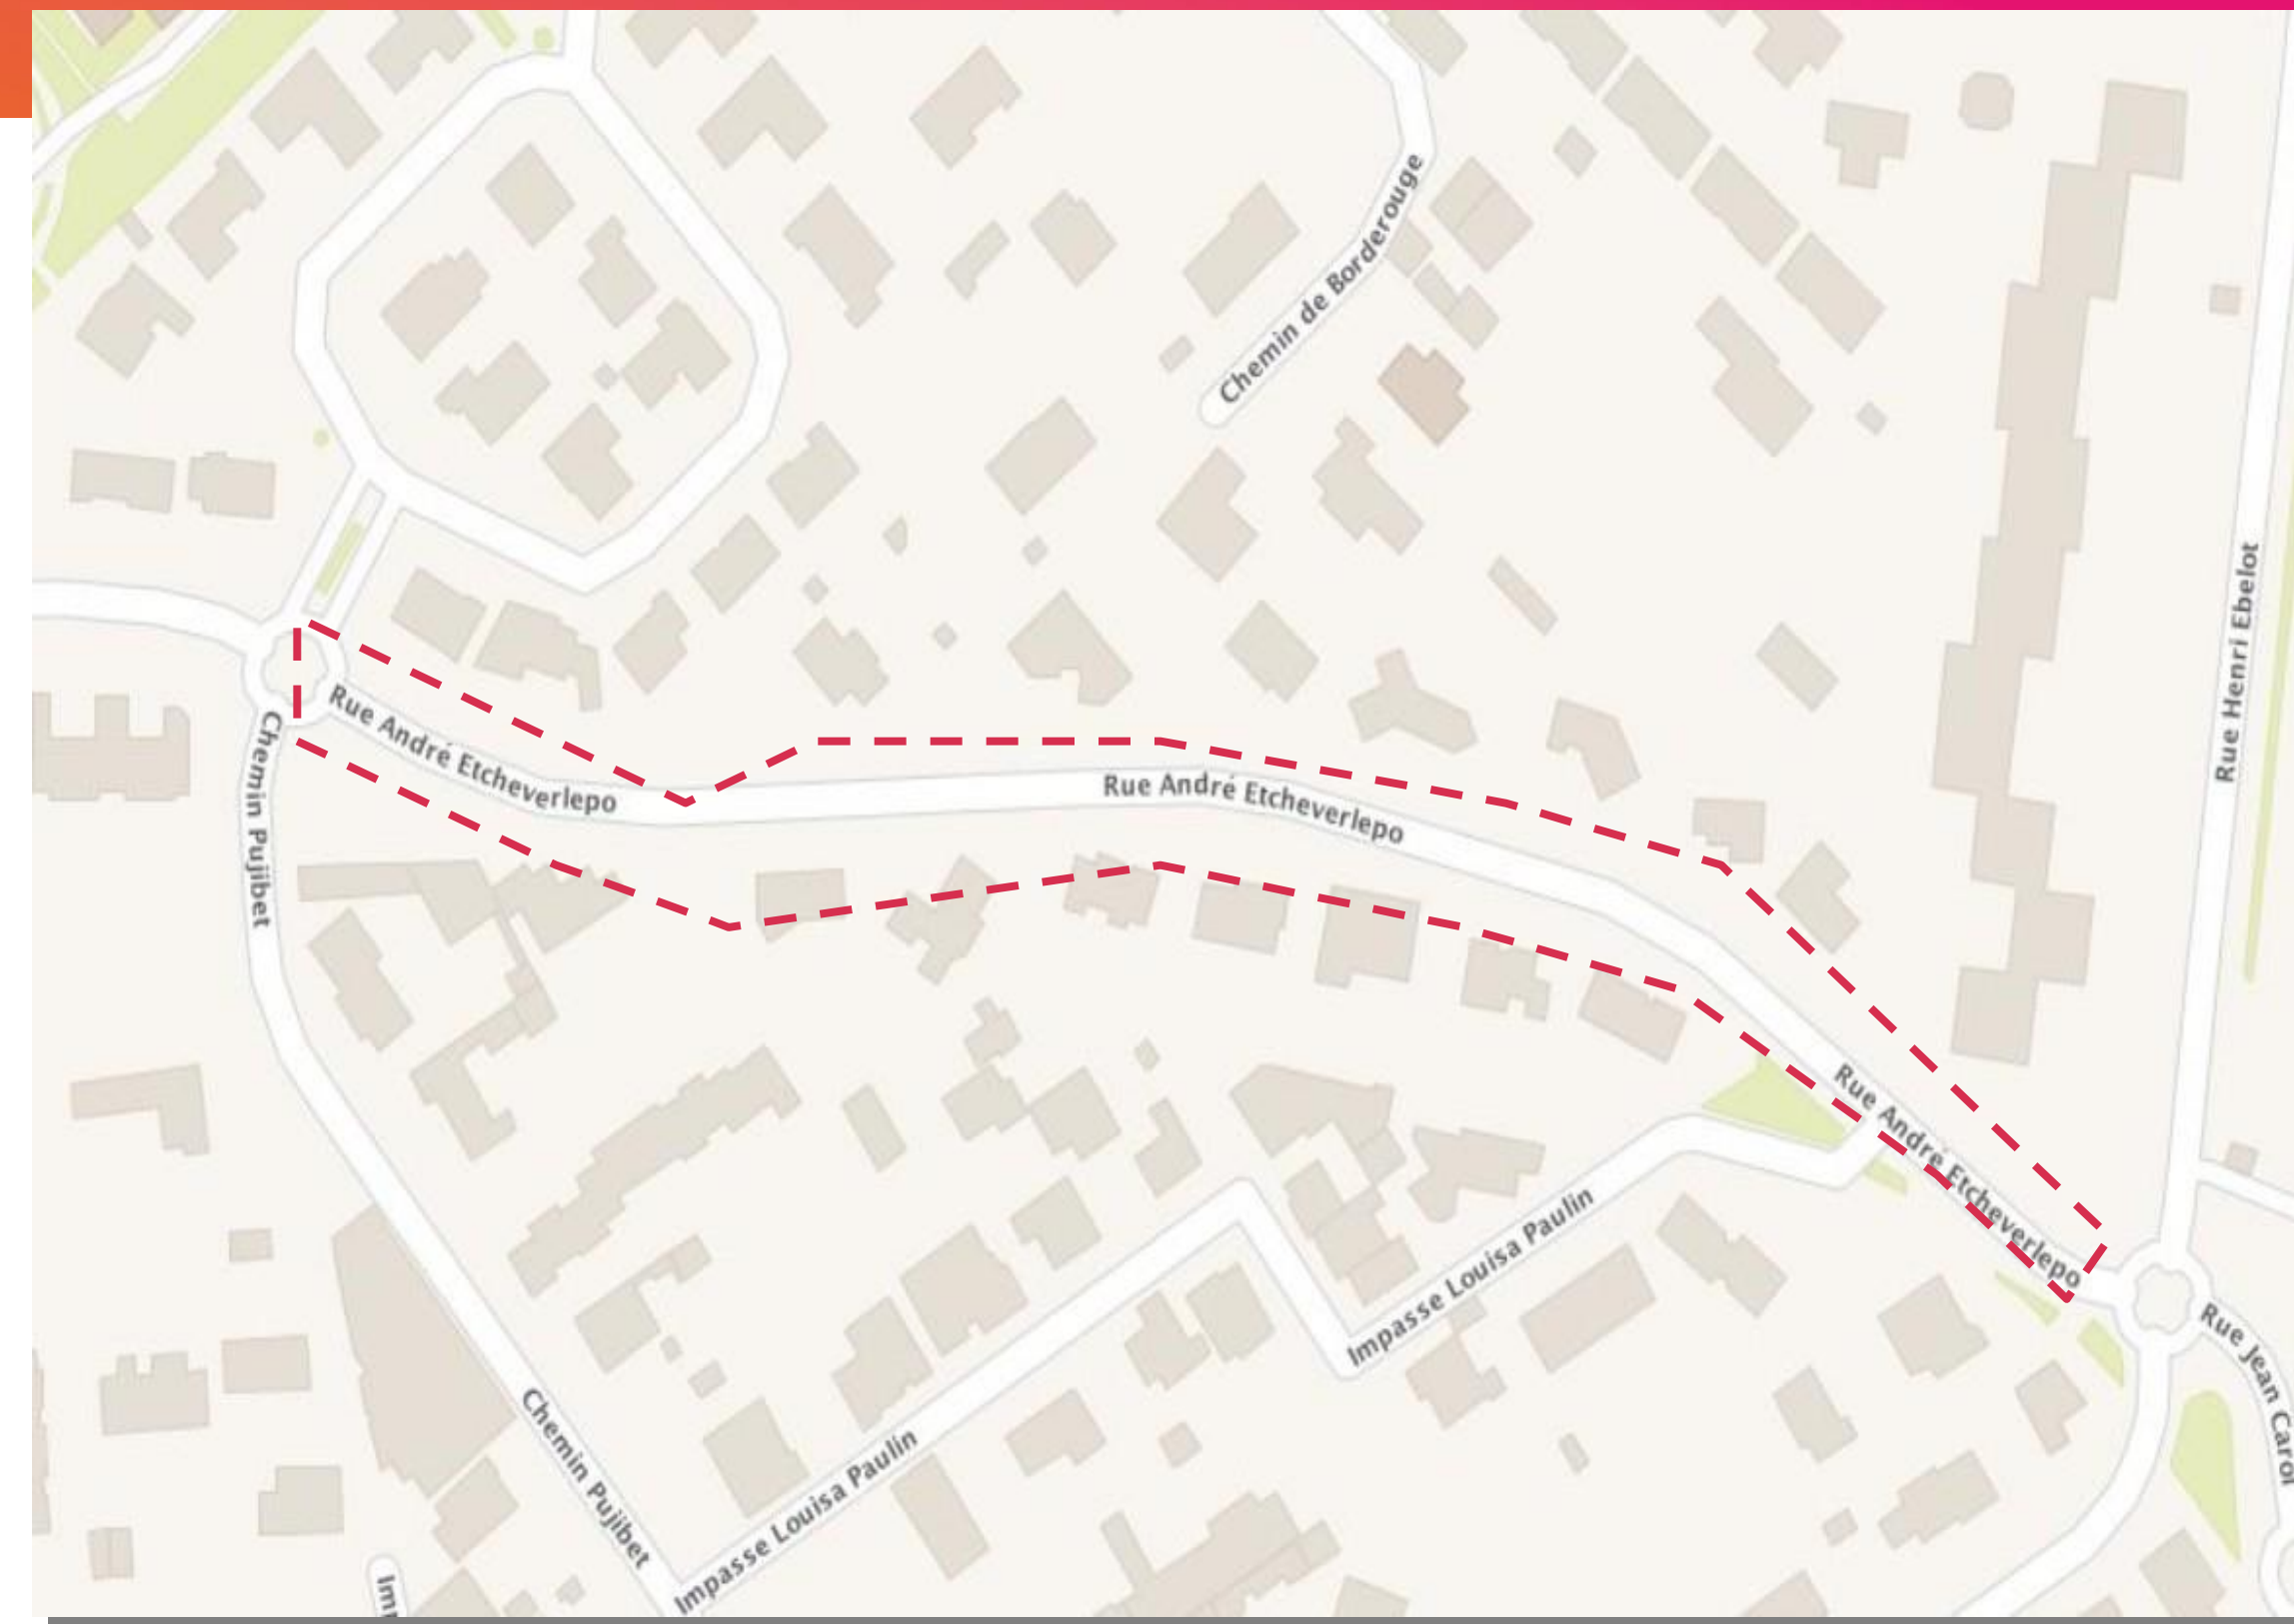 Chemin de Borderouge
Rue Henri Ebelot
Rue André Etcheverlepo
Rue André Etcheverlepo
Chemin Pujibet
Rue André Etcheverlepo
Impasse Louisa Paulin
Rue Jean Carol
Chemin Pujibet
Impasse Louisa Paulin